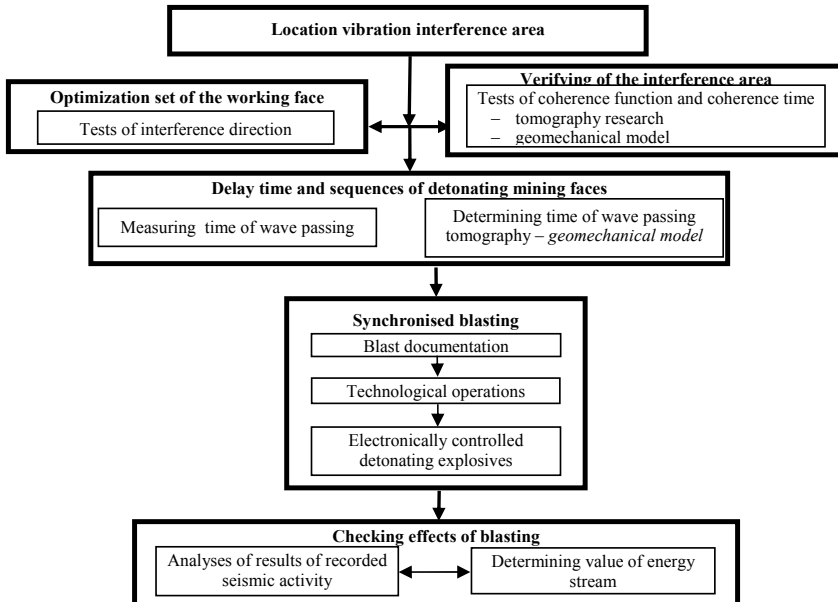 Location vibration interference area
Optimization set of the working face
Tests of interference direction
Verifying of the interference area
Tests of coherence function and coherence time
– tomography research
– geomechanical model
Delay time and sequences of detonating mining faces
Measuring time of wave passing
Determining time of wave passing
tomography – geomechanical model
Synchronised blasting
Blast documentation
Technological operations
Electronically controlled
detonating explosives
Checking effects of blasting
Analyses of results of recorded
seismic activity
Determining value of energy
stream